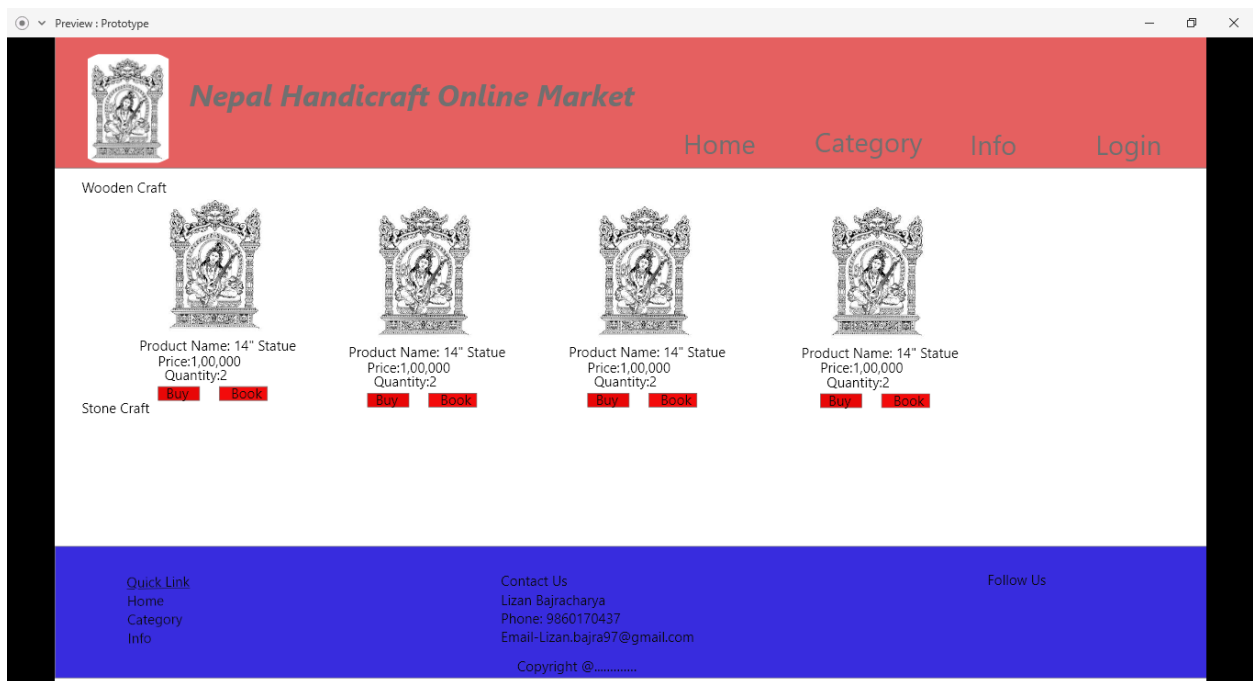 Preview : Prototype
Nepal Handicraft Online Market
Home Category Info Login
Wooden Craft
Product Name: 14" Statue
Price:1,00,000
Quantity:2
Buy Book
Product Name: 14" Statue
Price:1,00,000
Quantity:2
Buy Book
Product Name: 14" Statue
Price:1,00,000
Quantity:2
Buy Book
Product Name: 14" Statue
Price:1,00,000
Quantity:2
Buy Book
Stone Craft
Quick Link
Home
Category
Info
Contact Us
Lizan Bajracharya
Phone: 9860170437
Email-Lizan.bajra97@gmail.com
Copyright @.............
Follow Us